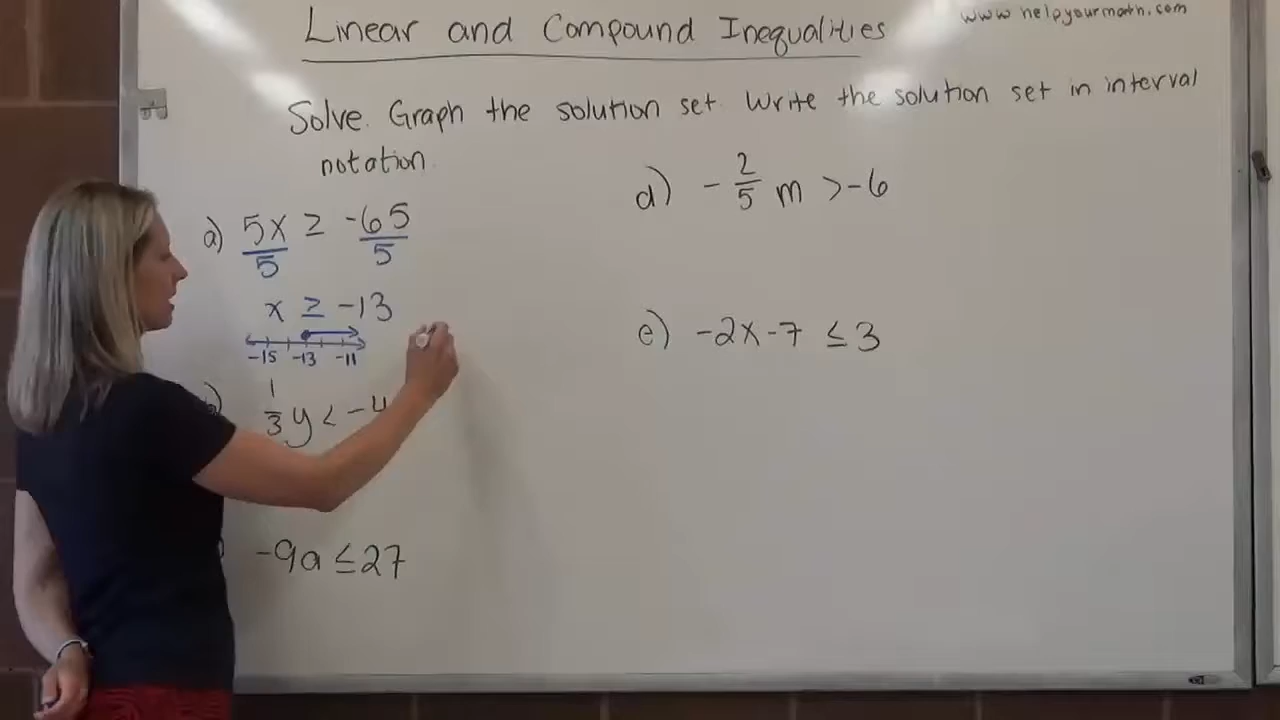 Linear and Compound Inequalities
www.helpyourmath.com
Solve. Graph the solution set. Write the solution set in interval
notation.
a) 5x ≥ -65
5 5
x ≥ -13
-15 -13 -11
1/3 y < -4
-9a ≤ 27
d) -2/5 m > -6
e) -2x - 7 ≤ 3